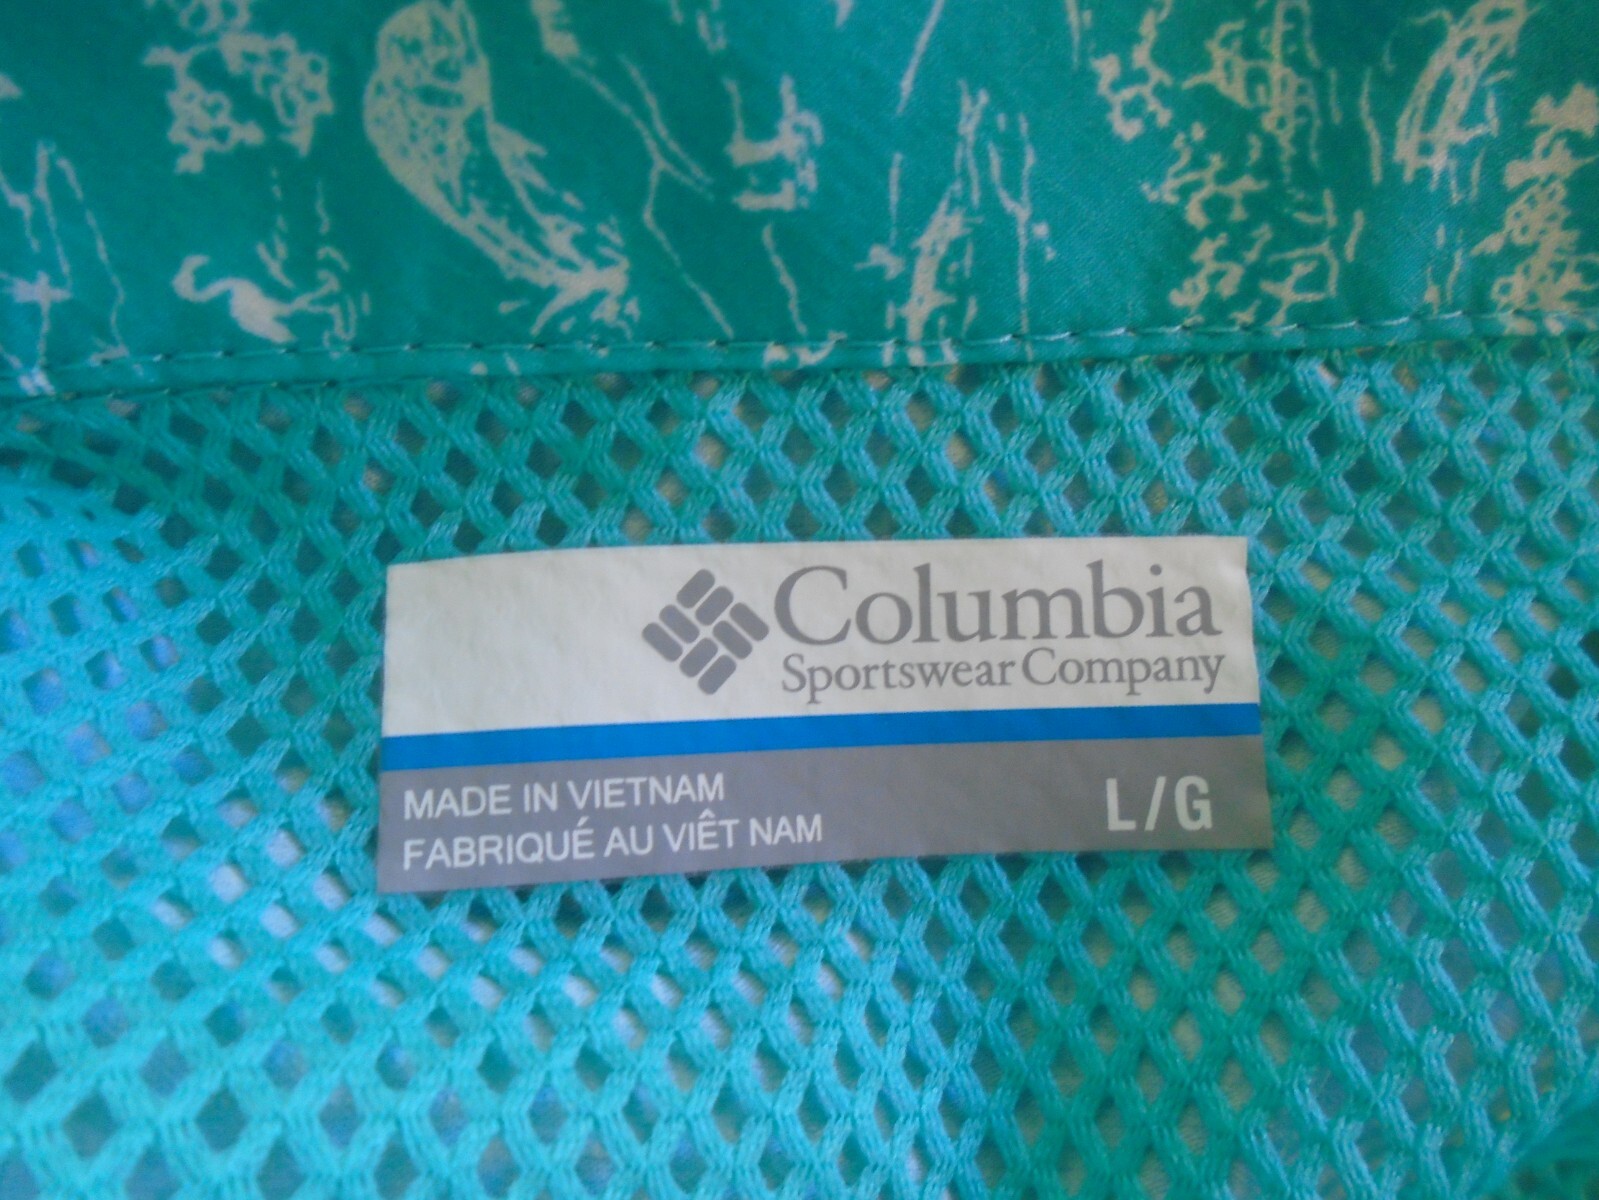 Columbia
Sportswear Company
MADE IN VIETNAM
FABRIQUÉ AU VIÊT NAM
L/G